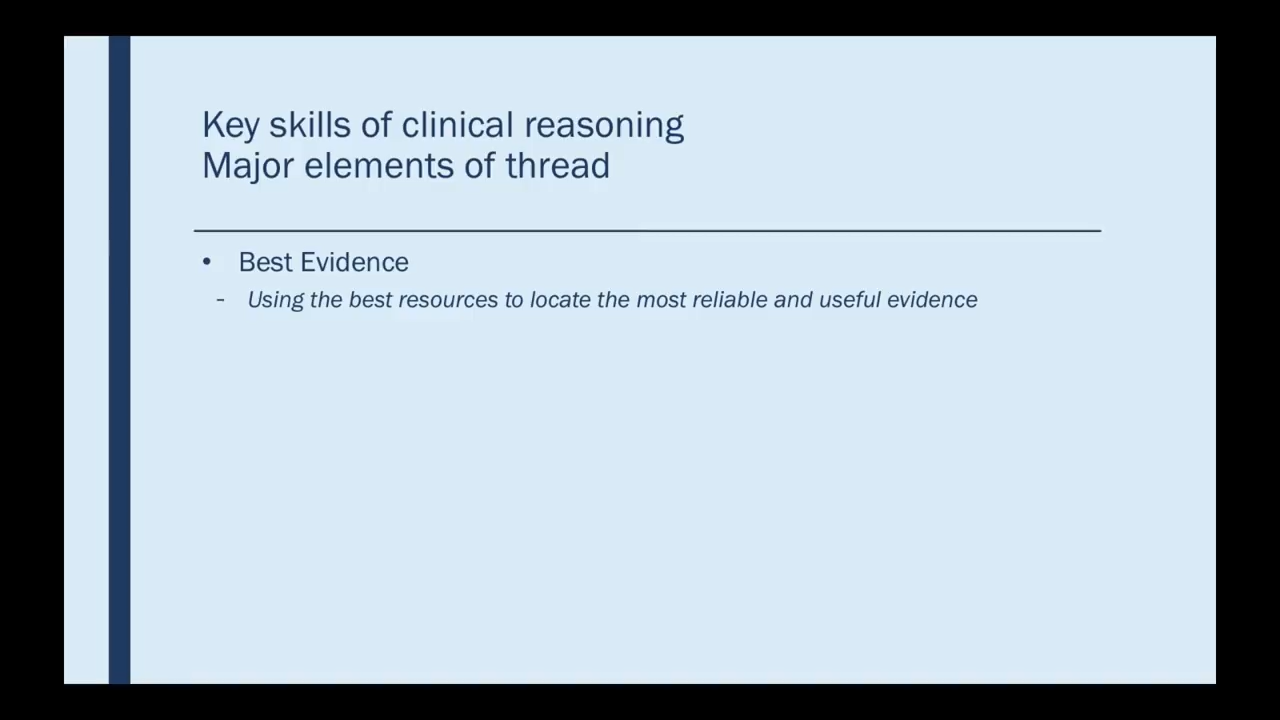 Key skills of clinical reasoning
Major elements of thread
• Best Evidence
- Using the best resources to locate the most reliable and useful evidence